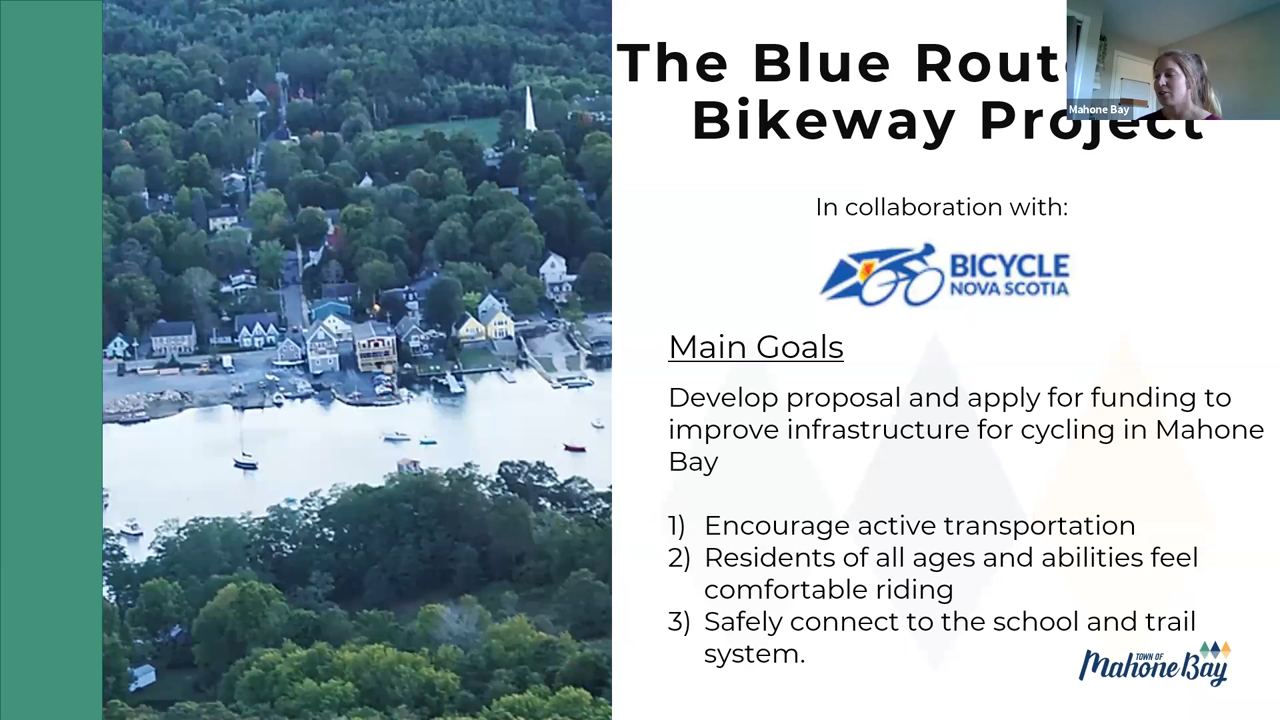 The Blue Rout
Bikeway Project
Mahone Bay
In collaboration with:
BICYCLE
NOVA SCOTIA
Main Goals
Develop proposal and apply for funding to
improve infrastructure for cycling in Mahone
Bay
1) Encourage active transportation
2) Residents of all ages and abilities feel
comfortable riding
3) Safely connect to the school and trail
system.
TOWN OF
Mahone Bay